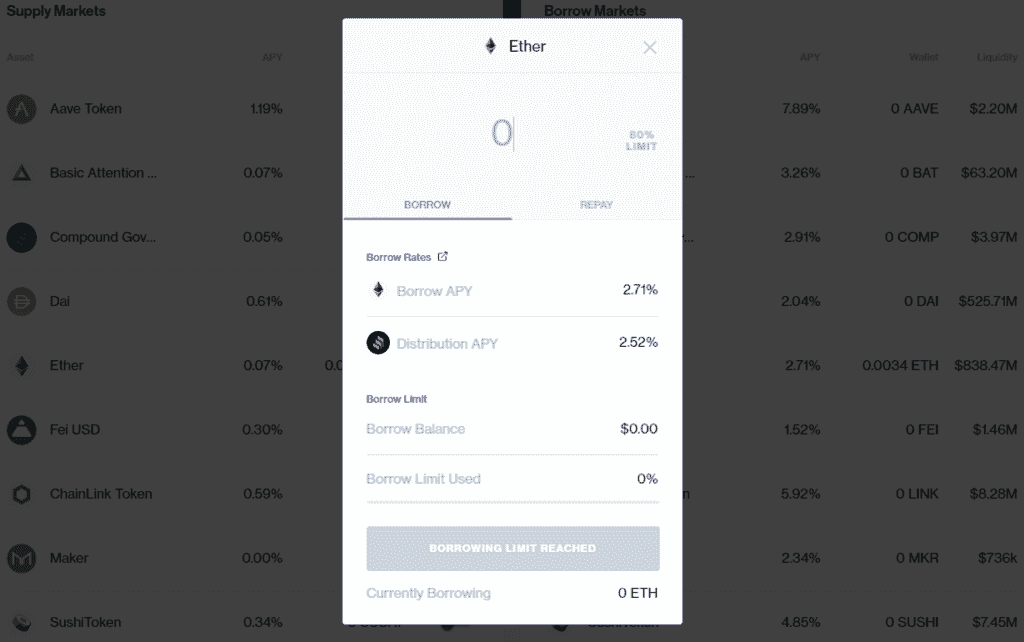 Supply Markets
Borrow Markets
Ether
Asset APY
APY Wallet Liquidity
Aave Token 1.19%
7.89% 0 AAVE $2.20M
0
80%
LIMIT
Basic Attention ... 0.07%
... 3.26% 0 BAT $63.20M
BORROW REPAY
Compound Gov... 0.05%
... 2.91% 0 COMP $3.97M
Borrow Rates
Borrow APY 2.71%
Dai 0.61%
2.04% 0 DAI $525.71M
Distribution APY 2.52%
Ether 0.07% 0.0
2.71% 0.0034 ETH $838.47M
Borrow Limit
Borrow Balance $0.00
Fei USD 0.30%
1.52% 0 FEI $1.46M
Borrow Limit Used 0%
ChainLink Token 0.59%
n 5.92% 0 LINK $8.28M
BORROWING LIMIT REACHED
Maker 0.00%
2.34% 0 MKR $736k
Currently Borrowing 0 ETH
SushiToken 0.34% 0 SUSHI
SushiToken 4.85% 0 SUSHI $7.45M